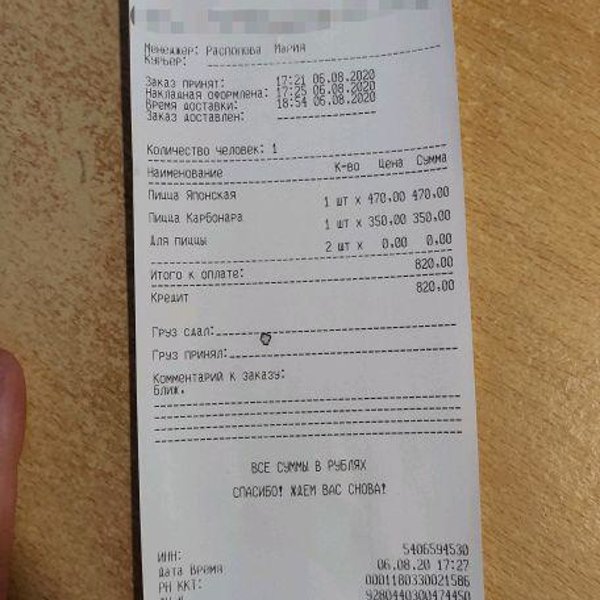 Менеджер: Распопова Мария
Курьер:
Заказ принят: 17:21 06.08.2020
Накладная оформлена: 17:25 06.08.2020
Время доставки: 18:54 06.08.2020
Заказ доставлен:
Количество человек: 1
Наименование К-во Цена Сумма
Пицца Японская 1 шт x 470.00 470.00
Пицца Карбонара 1 шт x 350.00 350.00
Для пиццы 2 шт x 0.00 0.00
Итого к оплате: 820.00
Кредит 820.00
Груз сдал:
Груз принял:
Комментарий к заказу:
Ближ.
ВСЕ СУММЫ В РУБЛЯХ
СПАСИБО! ЖДЕМ ВАС СНОВА!
ИНН: 5406594530
Дата Время 06.08.20 17:27
РН ККТ: 0001180330021586
9280440300474450